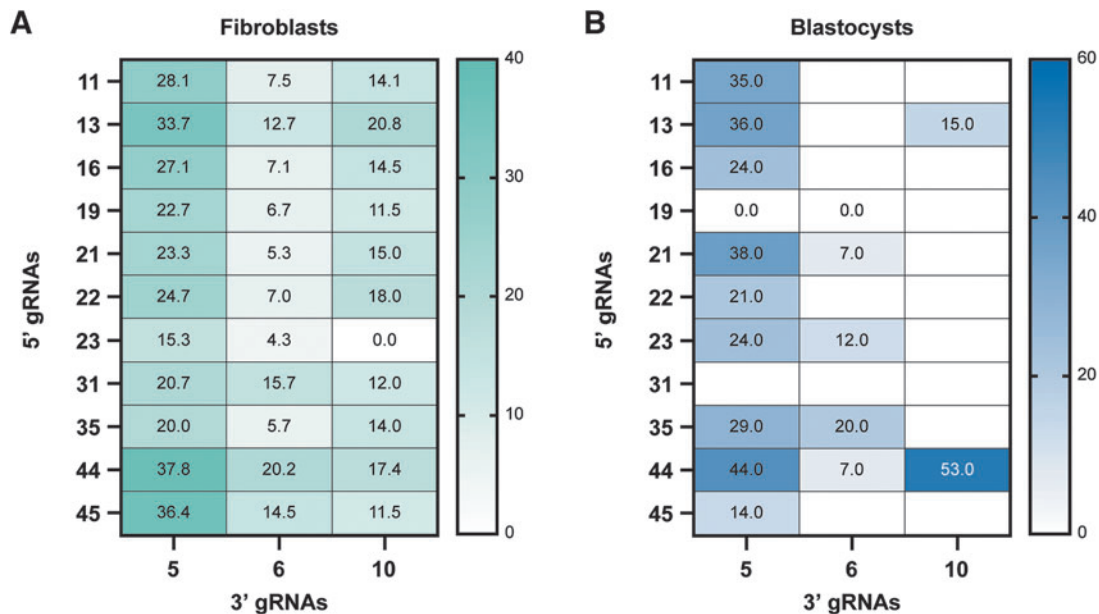 A Fibroblasts
11 28.1 7.5 14.1
13 33.7 12.7 20.8
16 27.1 7.1 14.5
19 22.7 6.7 11.5
21 23.3 5.3 15.0
22 24.7 7.0 18.0
23 15.3 4.3 0.0
31 20.7 15.7 12.0
35 20.0 5.7 14.0
44 37.8 20.2 17.4
45 36.4 14.5 11.5
5 6 10
5’ gRNAs
3’ gRNAs
40
30
20
10
0
B Blastocysts
11 35.0
13 36.0 15.0
16 24.0
19 0.0 0.0
21 38.0 7.0
22 21.0
23 24.0 12.0
31
35 29.0 20.0
44 44.0 7.0 53.0
45 14.0
5 6 10
5’ gRNAs
3’ gRNAs
60
40
20
0